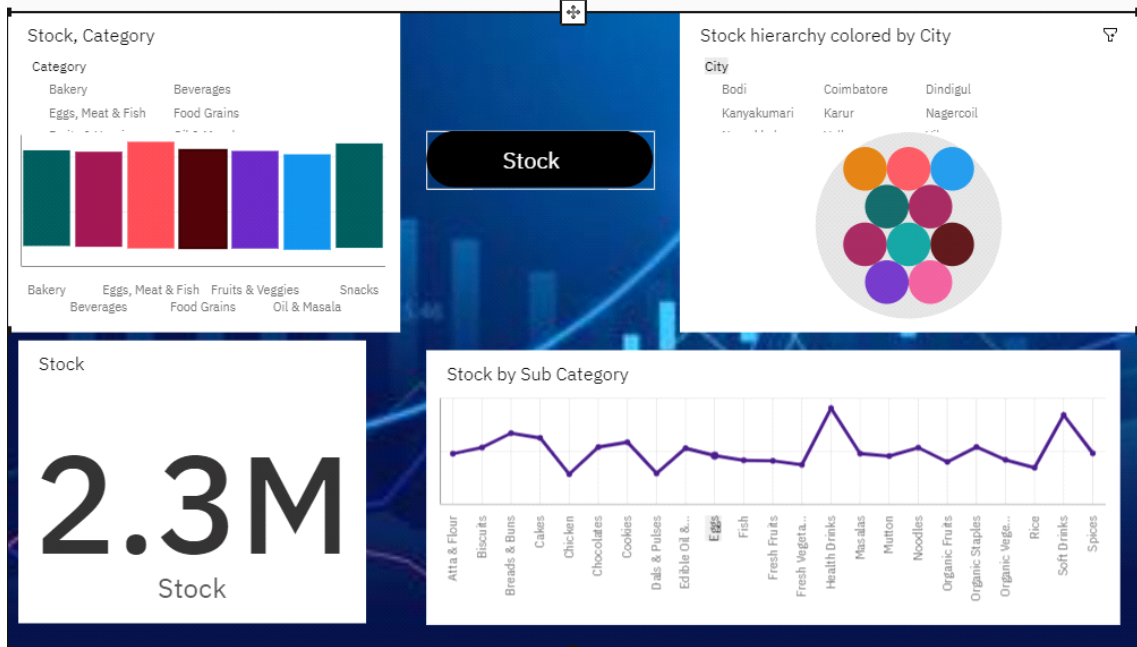 Stock, Category
Category
Bakery Beverages
Eggs, Meat & Fish Food Grains
Bakery Eggs, Meat & Fish Fruits & Veggies Snacks
Beverages Food Grains Oil & Masala
Stock
Stock hierarchy colored by City
City
Bodi Coimbatore Dindigul
Kanyakumari Karur Nagercoil
Stock
2.3M
Stock
Stock by Sub Category
Atta & Flour
Biscuits
Breads & Buns
Cakes
Chicken
Chocolates
Cookies
Dals & Pulses
Edible Oil &...
Eggs
Fish
Fresh Fruits
Fresh Vegeta...
Health Drinks
Masalas
Mutton
Noodles
Organic Fruits
Organic Staples
Organic Vege...
Rice
Soft Drinks
Spices